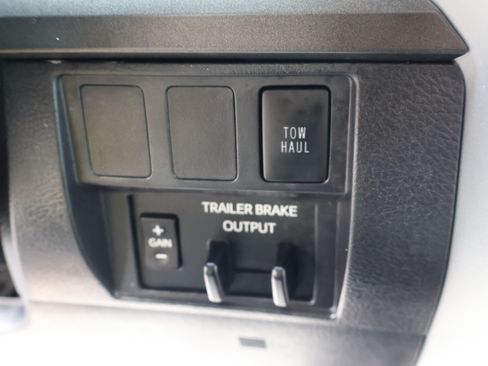 TOW
HAUL
TRAILER BRAKE
OUTPUT
+
GAIN
-